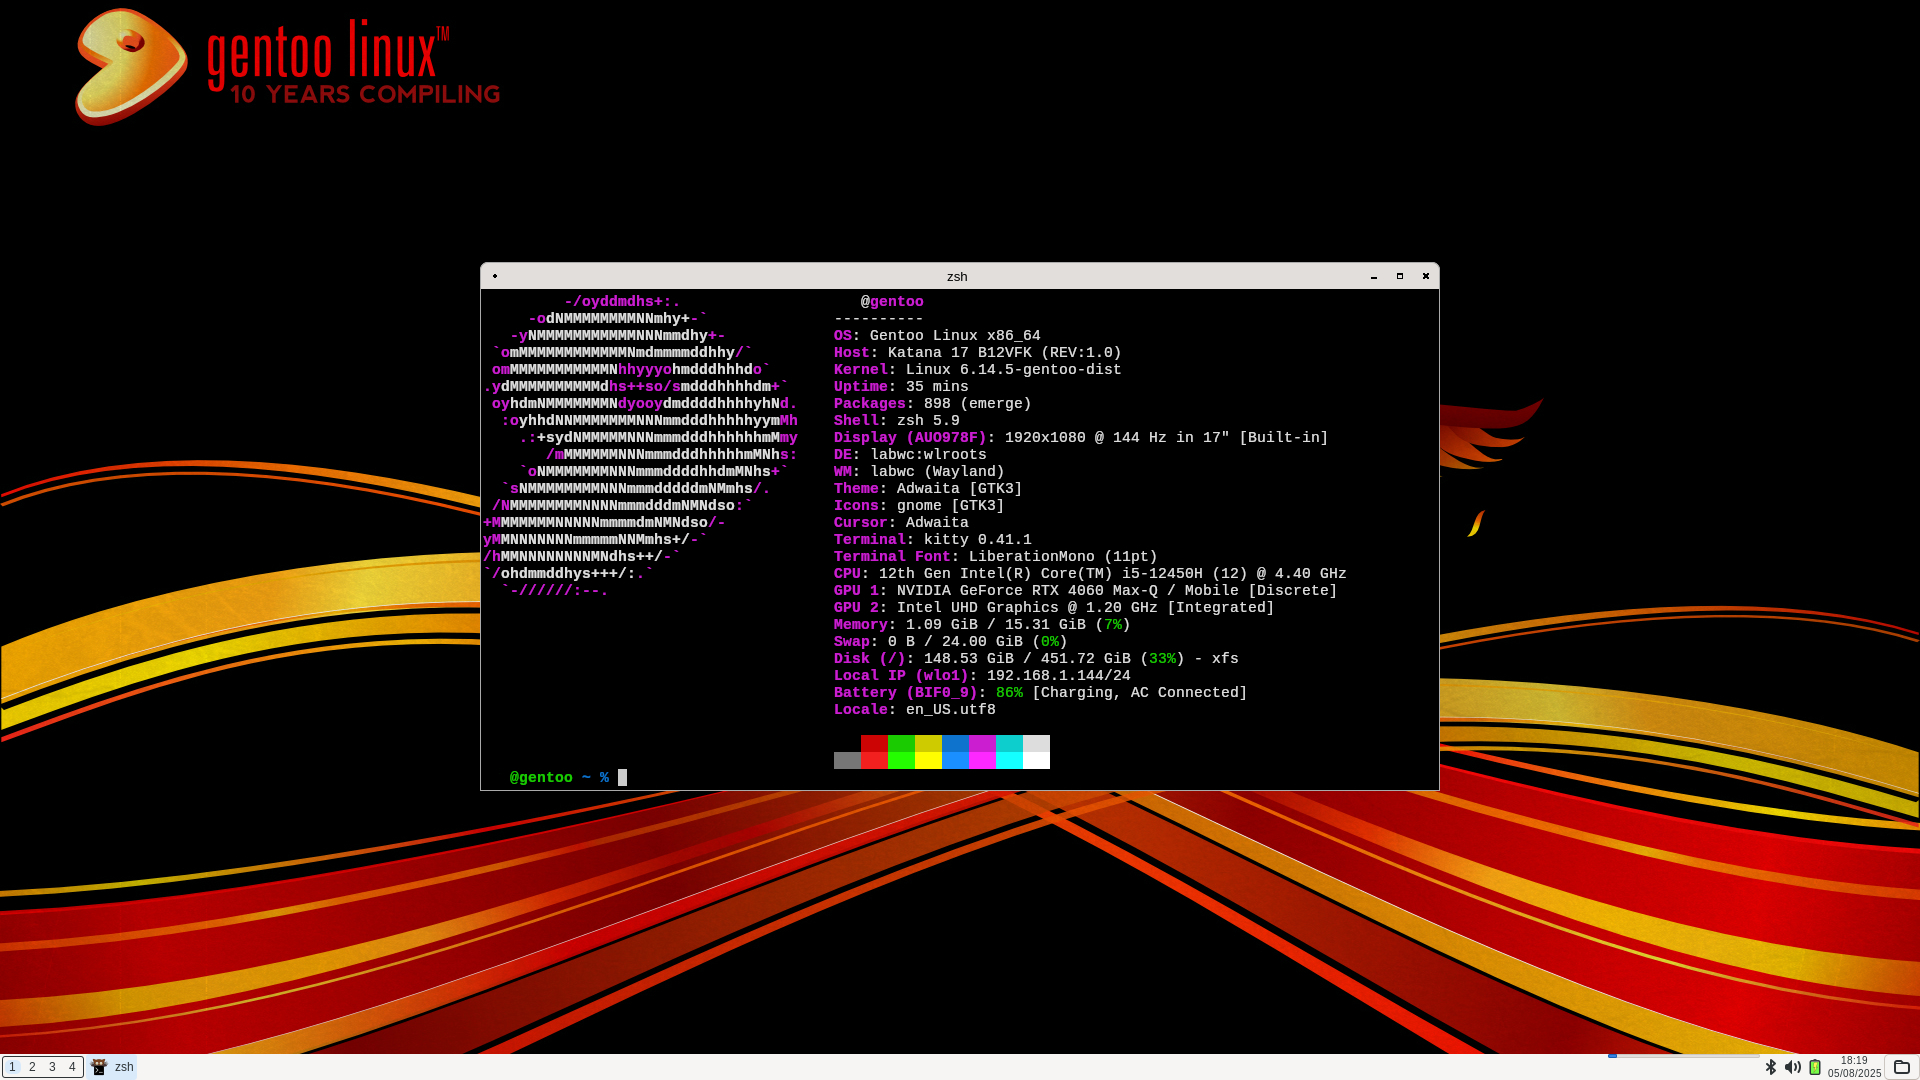 gentoo linux™
10 YEARS COMPILING
zsh
-/oyddmdhs+:.
-odNMMMMMMMMNNmhy+-`
-yNMMMMMMMMMMMNNNmmdhy+-
`omMMMMMMMMMMMMNmdmmmmddhhy/`
omMMMMMMMMMMMNhhyyyohmdddhhhdo`
.ydMMMMMMMMMMdhs++so/smdddhhhhdm+`
oyhdmNMMMMMMMNdyooydmddddhhhhyhNd.
:oyhhdNNMMMMMMMNNNmmdddhhhhhyymMh
.:+sydNMMMMMNNNmmmdddhhhhhhmMmy
/mMMMMMMNNNmmmdddhhhhhmMNhs:
`oNMMMMMMMNNNmmmddddhhdmMNhs+`
`sNMMMMMMMMNNNmmmdddddmNMmhs/.
/NMMMMMMMMNNNNmmmdddmNMNdso:`
+MMMMMMMNNNNNmmmmdmNMNdso/-
yMMNNNNNNNmmmmmNNMmhs+/-`
/hMMNNNNNNNNMNdhs++/-`
`/ohdmmddhys+++/:.`
`-//////:--.
@gentoo
----------
OS: Gentoo Linux x86_64
Host: Katana 17 B12VFK (REV:1.0)
Kernel: Linux 6.14.5-gentoo-dist
Uptime: 35 mins
Packages: 898 (emerge)
Shell: zsh 5.9
Display (AUO978F): 1920x1080 @ 144 Hz in 17" [Built-in]
DE: labwc:wlroots
WM: labwc (Wayland)
Theme: Adwaita [GTK3]
Icons: gnome [GTK3]
Cursor: Adwaita
Terminal: kitty 0.41.1
Terminal Font: LiberationMono (11pt)
CPU: 12th Gen Intel(R) Core(TM) i5-12450H (12) @ 4.40 GHz
GPU 1: NVIDIA GeForce RTX 4060 Max-Q / Mobile [Discrete]
GPU 2: Intel UHD Graphics @ 1.20 GHz [Integrated]
Memory: 1.09 GiB / 15.31 GiB (7%)
Swap: 0 B / 24.00 GiB (0%)
Disk (/): 148.53 GiB / 451.72 GiB (33%) - xfs
Local IP (wlo1): 192.168.1.144/24
Battery (BIF0_9): 86% [Charging, AC Connected]
Locale: en_US.utf8
@gentoo ~ %
1 2 3 4 zsh
18:19
05/08/2025